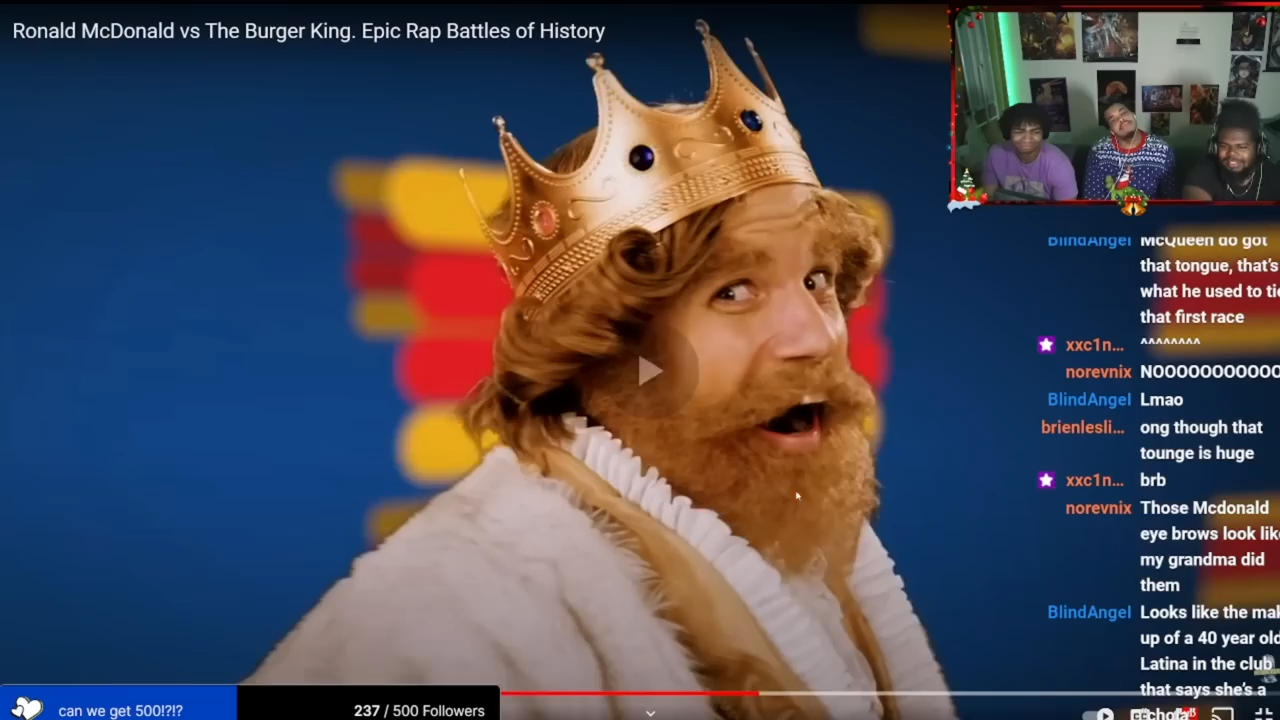 Ronald McDonald vs The Burger King. Epic Rap Battles of History
BlindAngel McQueen do got
that tongue, that's
what he used to
that first race
xxc1n... ^^^^^^^^
norevnix NOOOOOOOOOOO
BlindAngel Lmao
brienlesli... ong though that
tounge is huge
xxc1n... brb
norevnix Those Mcdonald
eye brows look
my grandma did
them
BlindAngel Looks like the
up of a 40 year
Latina in the club
that says she's a
can we get 500!?!?
237 / 500 Followers